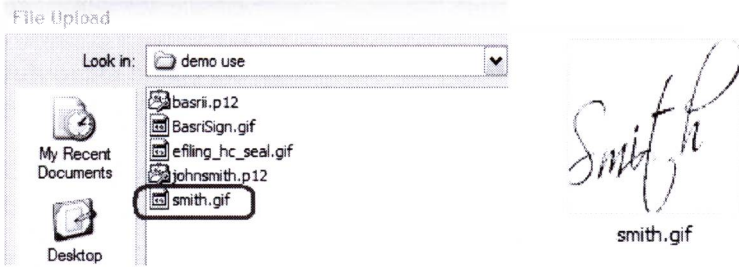 File Upload
Look in: demo use
basrii.p12
BasriSign.gif
efiling_hc_seal.gif
johnsmith.p12
smith.gif
My Recent
Documents
Desktop
Smith
smith.gif